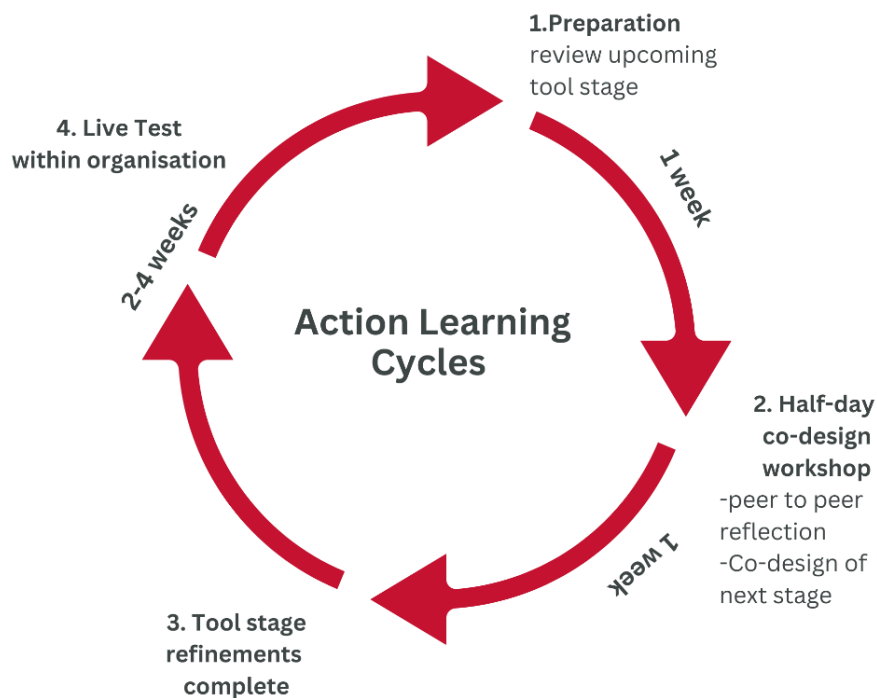 1.Preparation
review upcoming
tool stage
1 week
2. Half-day
co-design
workshop
-peer to peer
reflection
-Co-design of
next stage
1 week
3. Tool stage
refinements
complete
2-4 weeks
4. Live Test
within organisation
Action Learning
Cycles